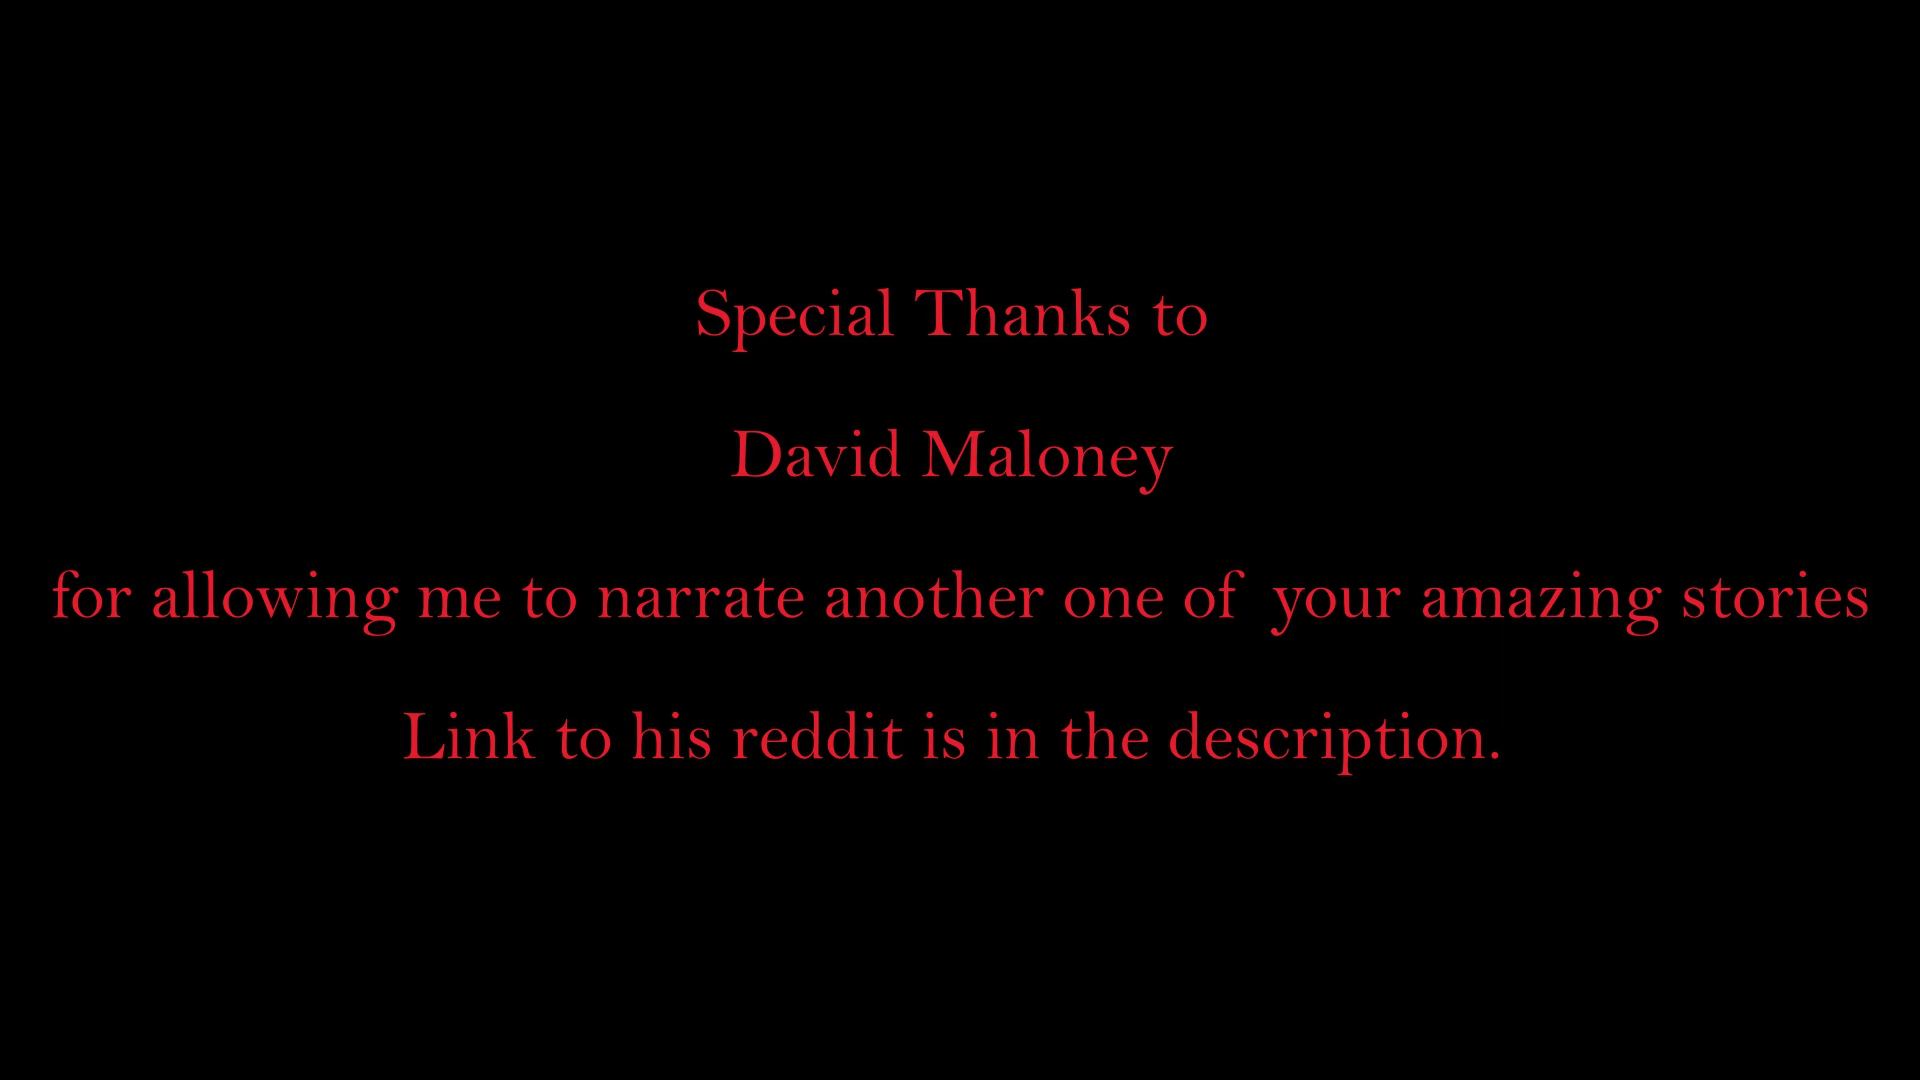 Special Thanks to
David Maloney
for allowing me to narrate another one of  your amazing stories
Link to his reddit is in the description.